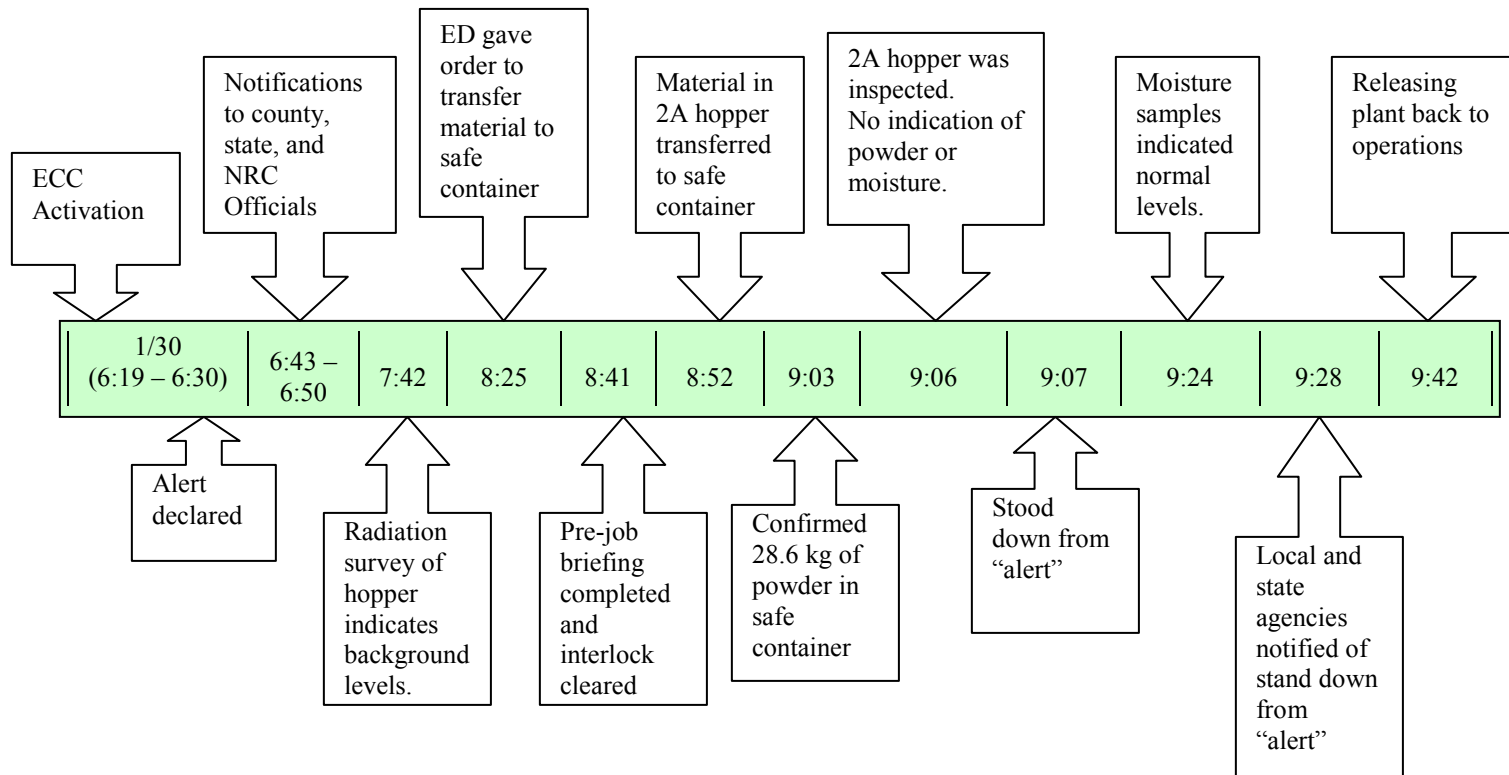 ECC
Activation
Notifications
to county,
state, and
NRC
Officials
ED gave
order to
transfer
material to
safe
container
Material in
2A hopper
transferred
to safe
container
2A hopper was
inspected.
No indication of
powder or
moisture.
Moisture
samples
indicated
normal
levels.
Releasing
plant back to
operations
1/30
(6:19 – 6:30)
6:43 –
6:50
7:42
8:25
8:41
8:52
9:03
9:06
9:07
9:24
9:28
9:42
Alert
declared
Radiation
survey of
hopper
indicates
background
levels.
Pre-job
briefing
completed
and
interlock
cleared
Confirmed
28.6 kg of
powder in
safe
container
Stood
down from
“alert”
Local and
state
agencies
notified of
stand down
from
“alert”